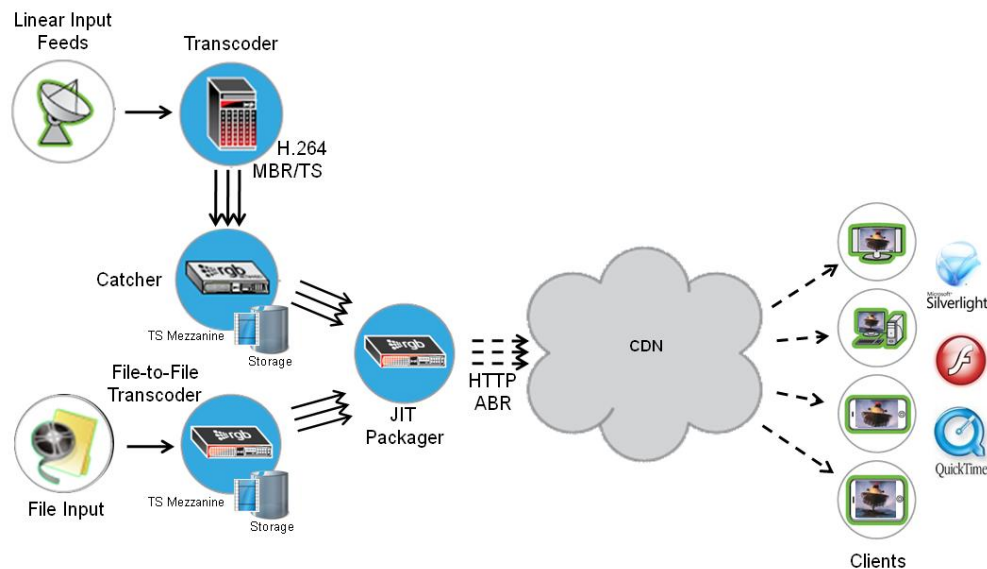 Linear Input
Feeds
Transcoder
H.264
MBR/TS
Catcher
rgb
TS Mezzanine
Storage
File-to-File
Transcoder
rgb
File Input
TS Mezzanine
Storage
rgb
JIT
Packager
HTTP
ABR
CDN
Microsoft
Silverlight
QuickTime
Clients